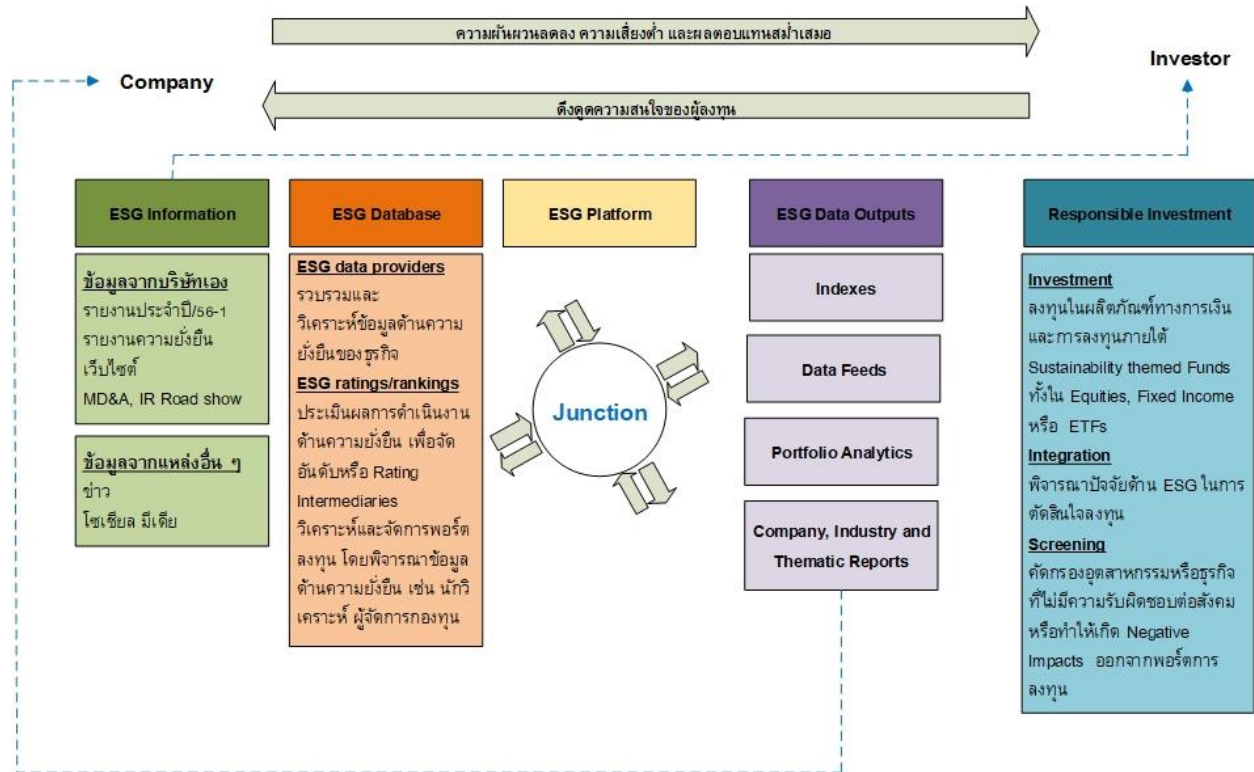 ความผันผวนลดลง ความเสี่ยงต่ำ และผลตอบแทนสม่ำเสมอ
Company
Investor
ดึงดูดความสนใจของผู้ลงทุน
ESG Information
ESG Database
ESG Platform
ESG Data Outputs
Responsible Investment
ข้อมูลจากบริษัทเอง
รายงานประจำปี/56-1
รายงานความยั่งยืน
เว็บไซต์
MD&A, IR Road show
ข้อมูลจากแหล่งอื่น ๆ
ข่าว
โซเชียล มีเดีย
ESG data providers
รวบรวมและ
วิเคราะห์ข้อมูลด้านความ
ยั่งยืนของธุรกิจ
ESG ratings/rankings
ประเมินผลการดำเนินงาน
ด้านความยั่งยืน เพื่อจัด
อันดับหรือ Rating
Intermediaries
วิเคราะห์และจัดการพอร์ต
ลงทุน โดยพิจารณาข้อมูล
ด้านความยั่งยืน เช่น นักวิ
เคราะห์ ผู้จัดการกองทุน
Junction
Indexes
Data Feeds
Portfolio Analytics
Company, Industry and
Thematic Reports
Investment
ลงทุนในผลิตภัณฑ์ทางการเงิน
และการลงทุนภายใต้
Sustainability themed Funds
ทั้งใน Equities, Fixed Income
หรือ ETFs
Integration
พิจารณาปัจจัยด้าน ESG ในการ
ตัดสินใจลงทุน
Screening
คัดกรองอุตสาหกรรมหรือธุรกิจ
ที่ไม่มีความรับผิดชอบต่อสังคม
หรือทำให้เกิด Negative
Impacts ออกจากพอร์ตการ
ลงทุน